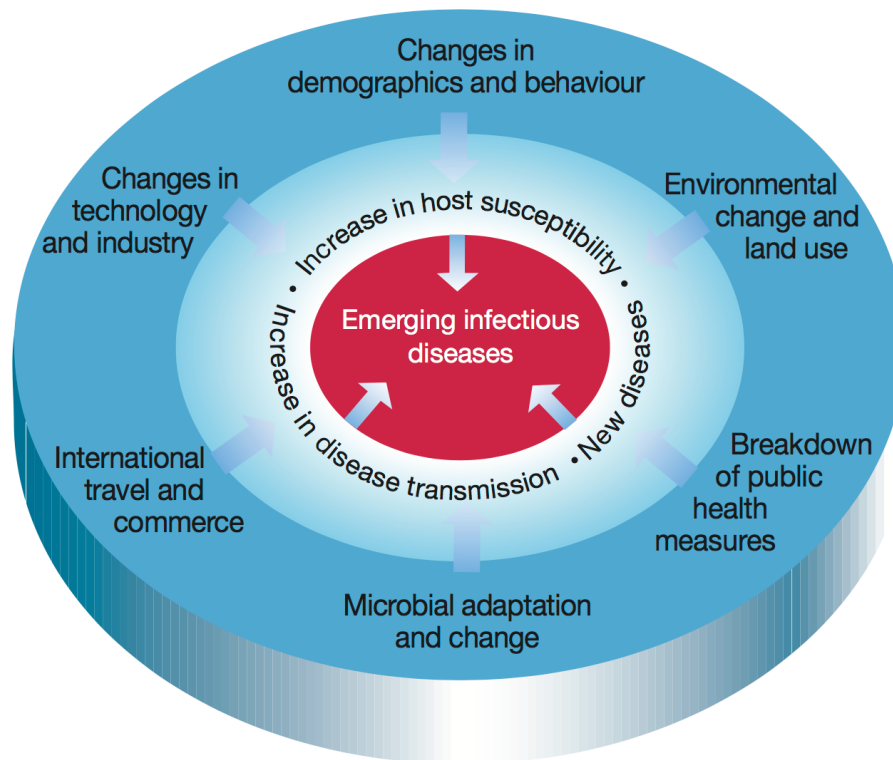 Changes in
demographics and behaviour
Changes in
technology
and industry
Environmental
change and
land use
• Increase in host susceptibility •
Emerging infectious
diseases
New diseases
Increase in disease transmission •
International
travel and
commerce
Breakdown
of public
health
measures
Microbial adaptation
and change